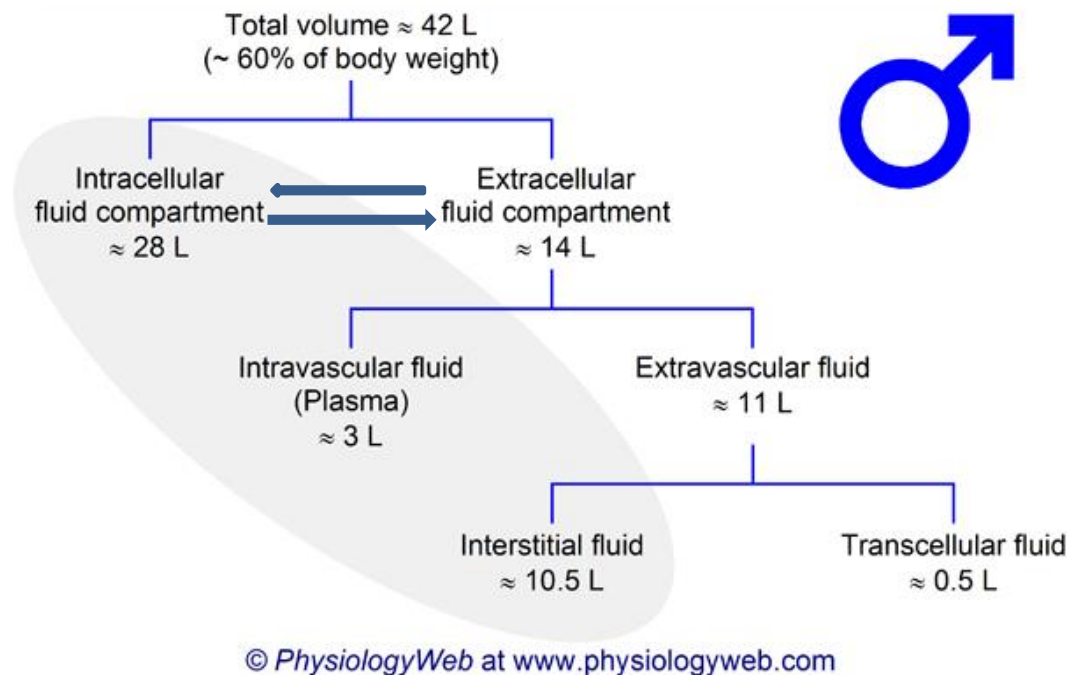 Total volume ≈ 42 L
(~ 60% of body weight)
Intracellular
fluid compartment
≈ 28 L
Extracellular
fluid compartment
≈ 14 L
Intravascular fluid
(Plasma)
≈ 3 L
Extravascular fluid
≈ 11 L
Interstitial fluid
≈ 10.5 L
Transcellular fluid
≈ 0.5 L
© PhysiologyWeb at www.physiologyweb.com